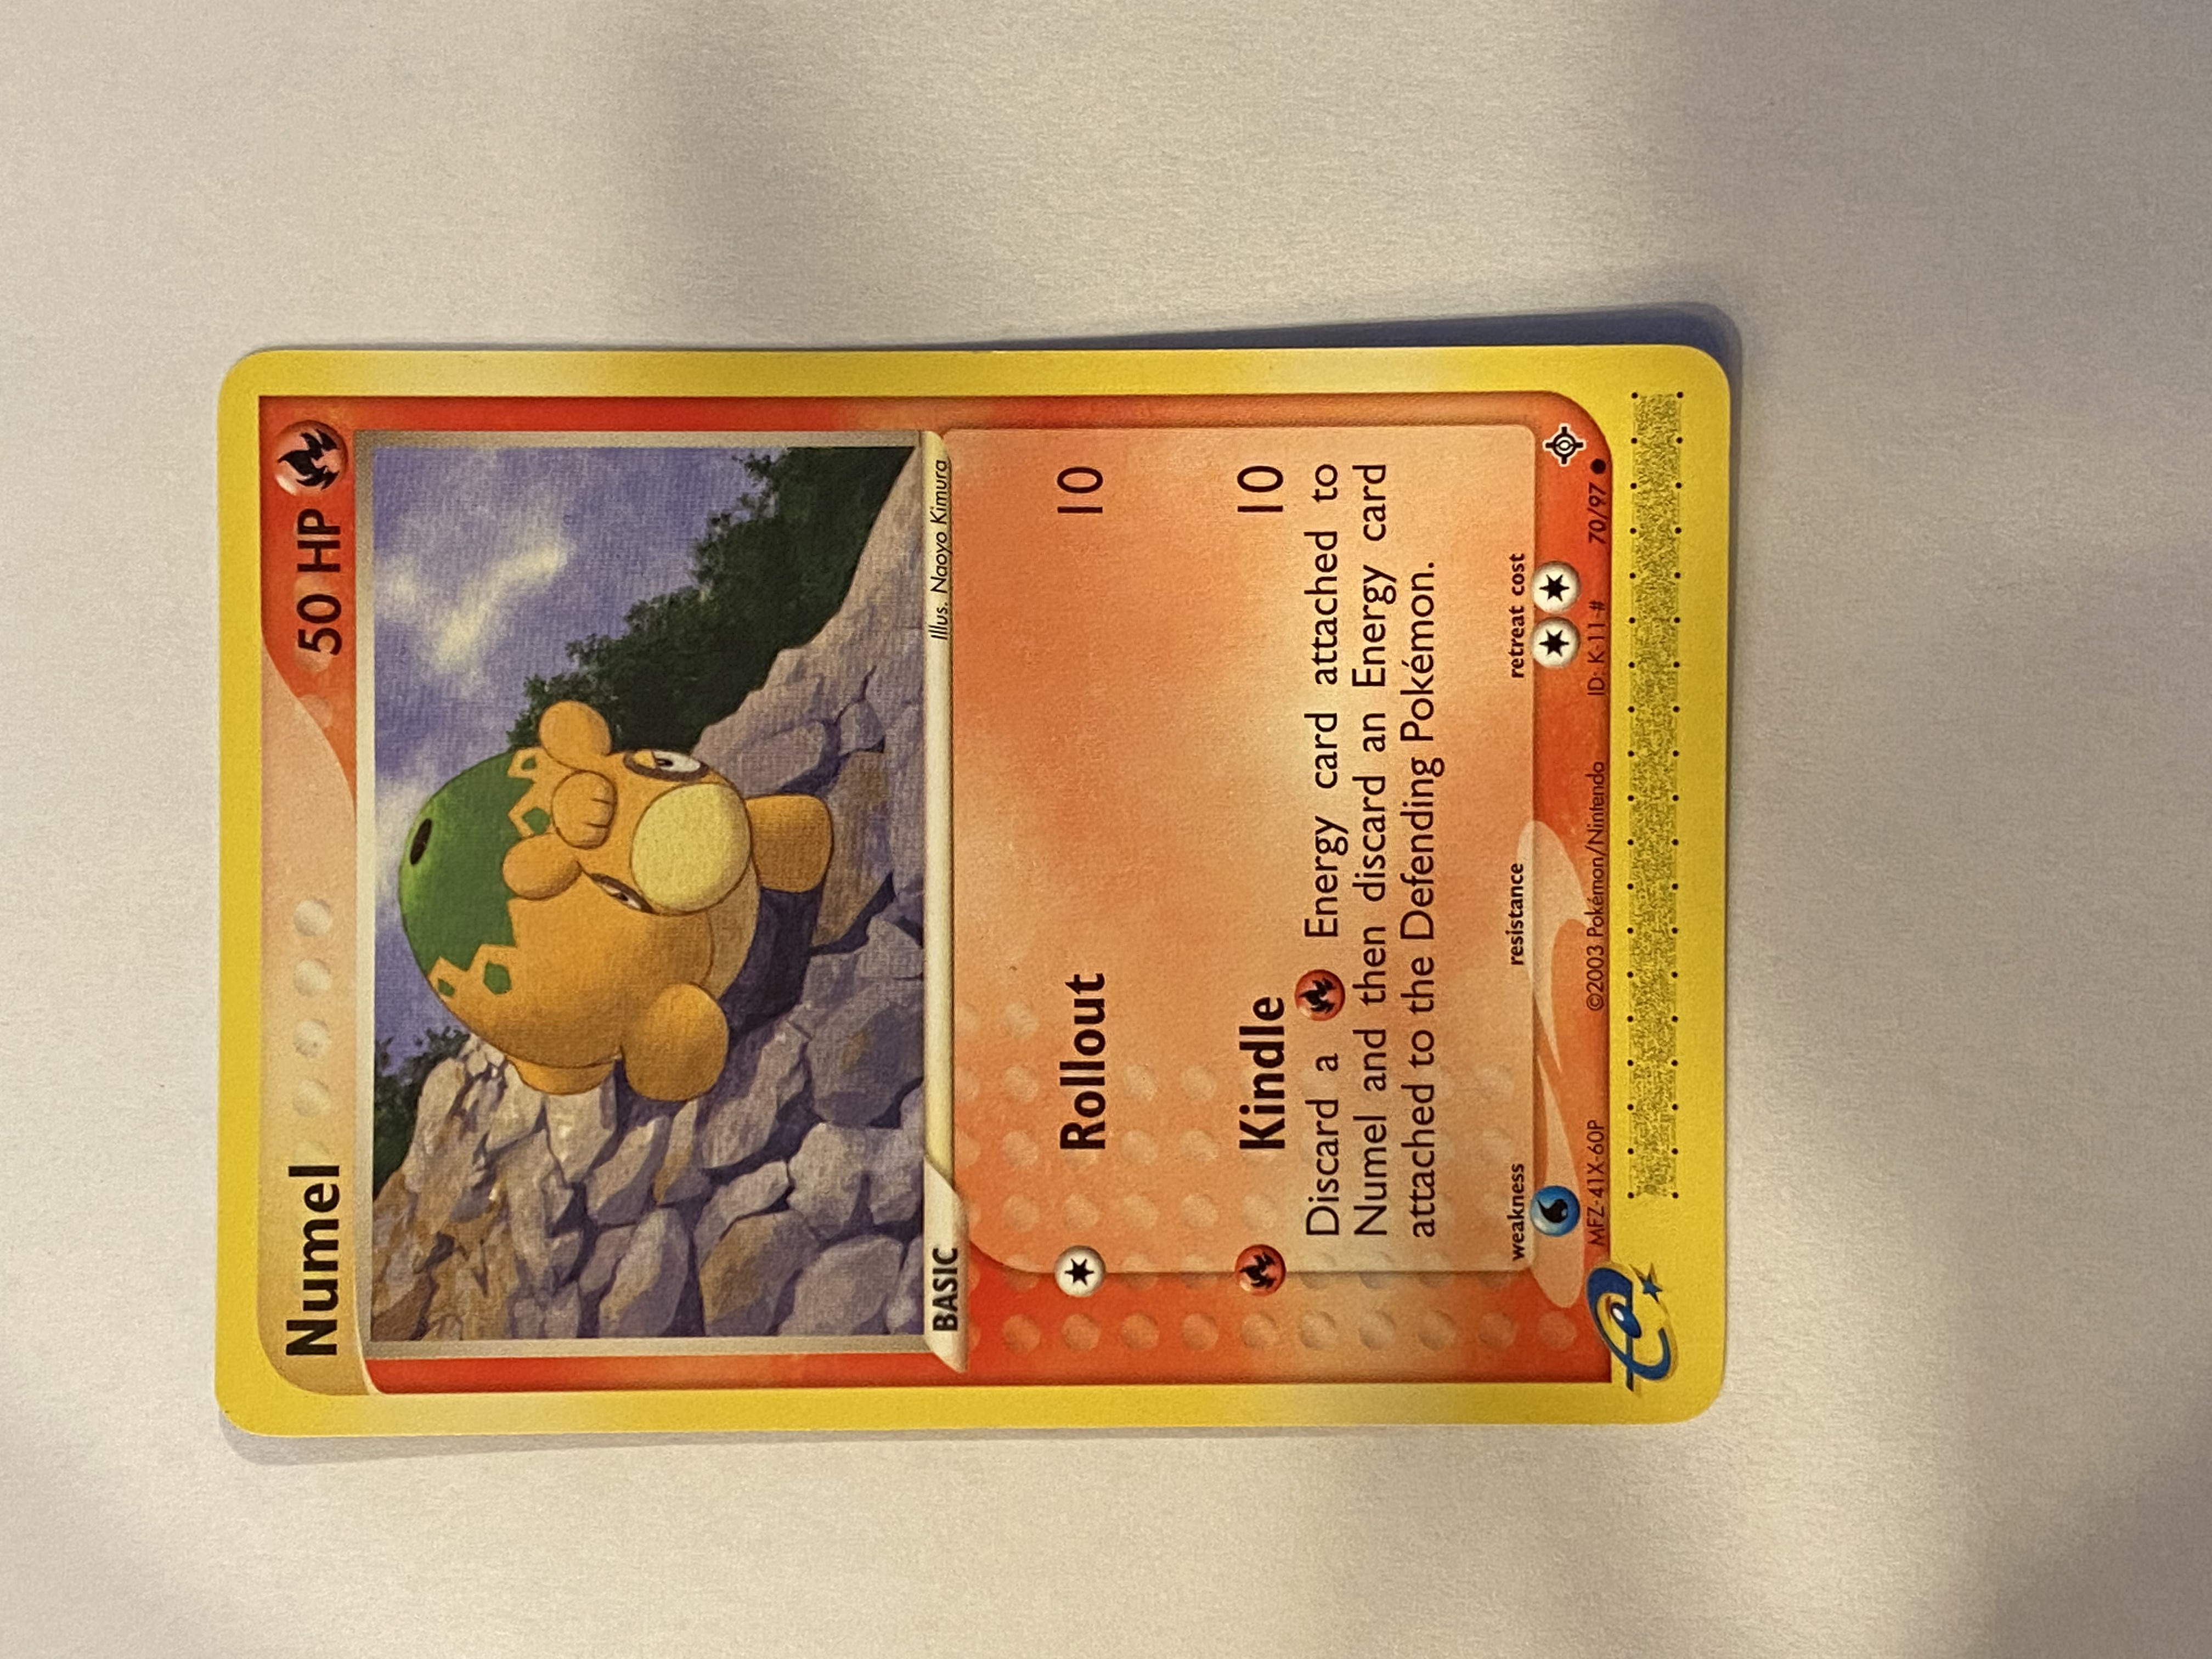 Numel
50 HP
BASIC
Illus. Naoyo Kimura
Rollout 10
Kindle 10
Discard a Energy card attached to
Numel and then discard an Energy card
attached to the Defending Pokémon.
weakness resistance retreat cost
MFZ-41X-60P ©2003 Pokémon/Nintendo ID: K-11-# 70/97
e